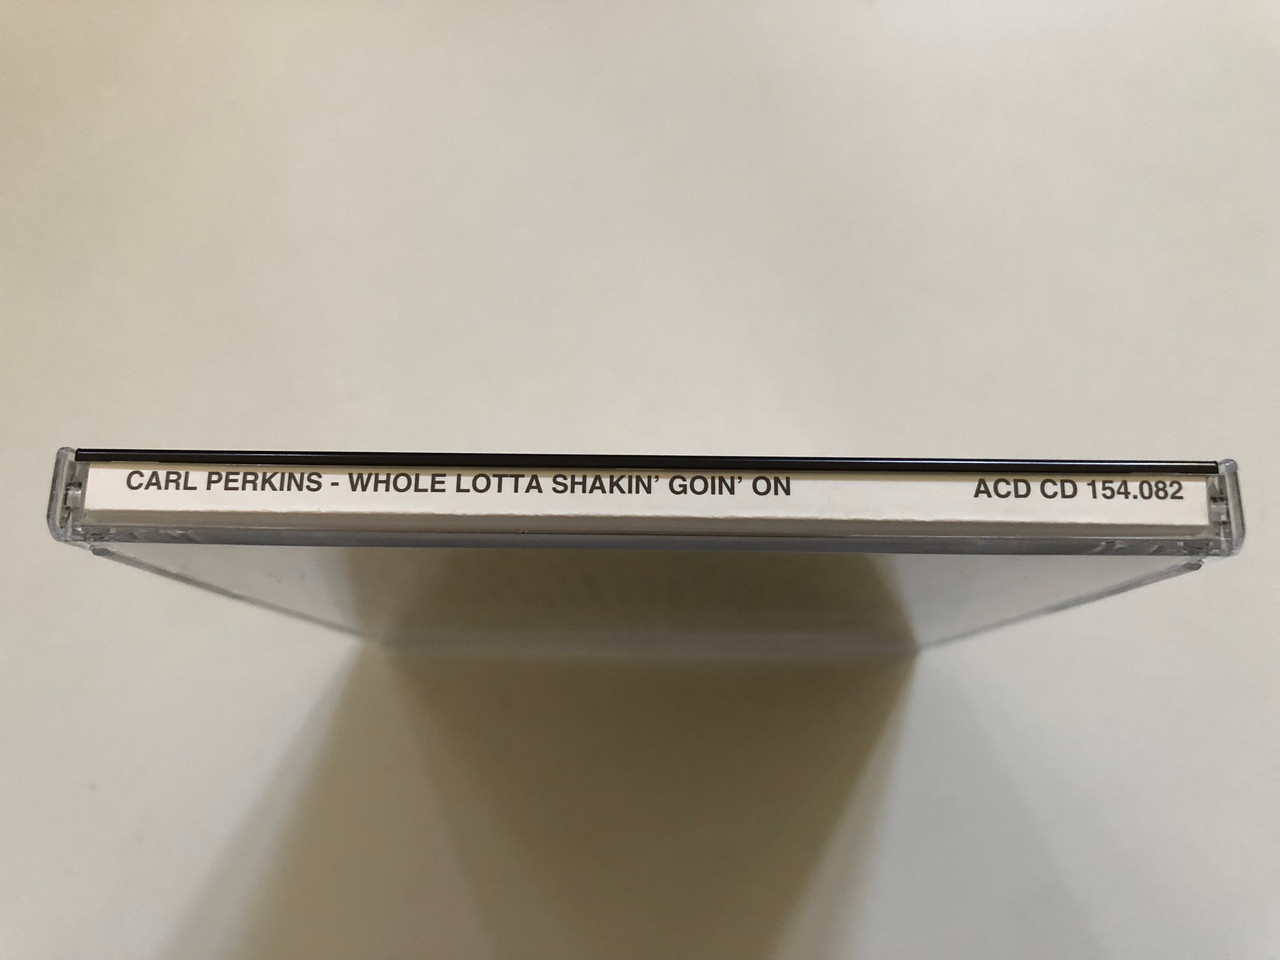 CARL PERKINS - WHOLE LOTTA SHAKIN' GOIN' ON ACD CD 154.082